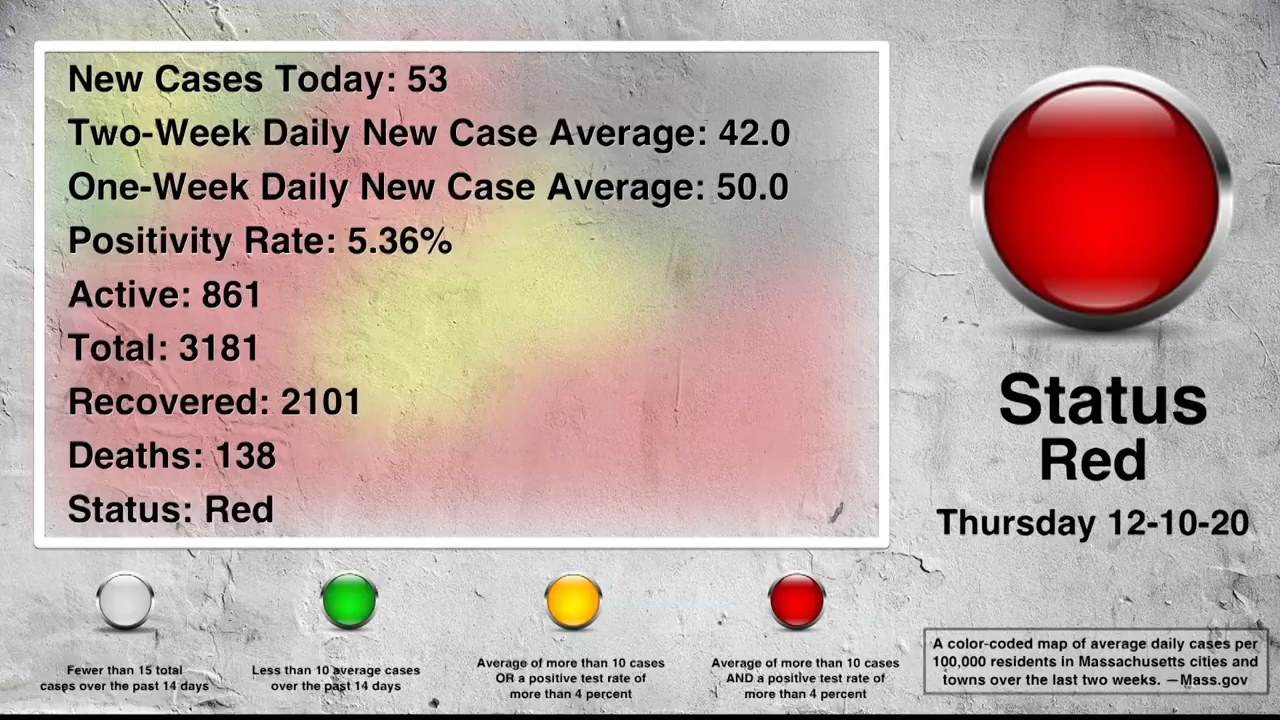 New Cases Today: 53
Two-Week Daily New Case Average: 42.0
One-Week Daily New Case Average: 50.0
Positivity Rate: 5.36%
Active: 861
Total: 3181
Recovered: 2101
Deaths: 138
Status: Red
Status
Red
Thursday 12-10-20
Fewer than 15 total
cases over the past 14 days
Less than 10 average cases
over the past 14 days
Average of more than 10 cases
OR a positive test rate of
more than 4 percent
Average of more than 10 cases
AND a positive test rate of
more than 4 percent
A color-coded map of average daily cases per
100,000 residents in Massachusetts cities and
towns over the last two weeks. —Mass.gov